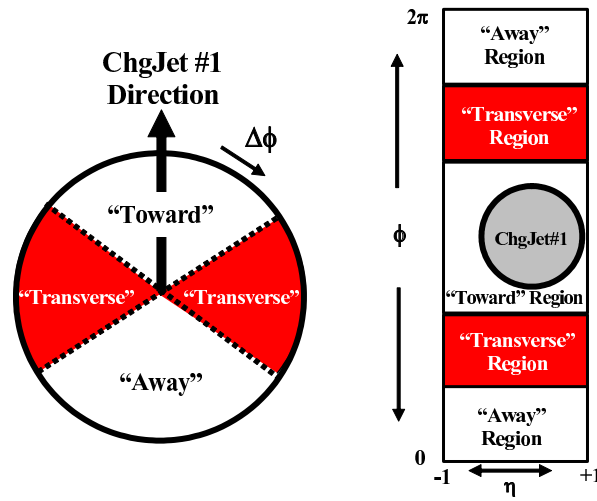 ChgJet #1
Direction
Δϕ
“Toward”
“Transverse”
“Transverse”
“Away”
2π
“Away”
Region
“Transverse”
Region
ϕ
ChgJet#1
“Toward” Region
“Transverse”
Region
“Away”
Region
0
-1
+1
η